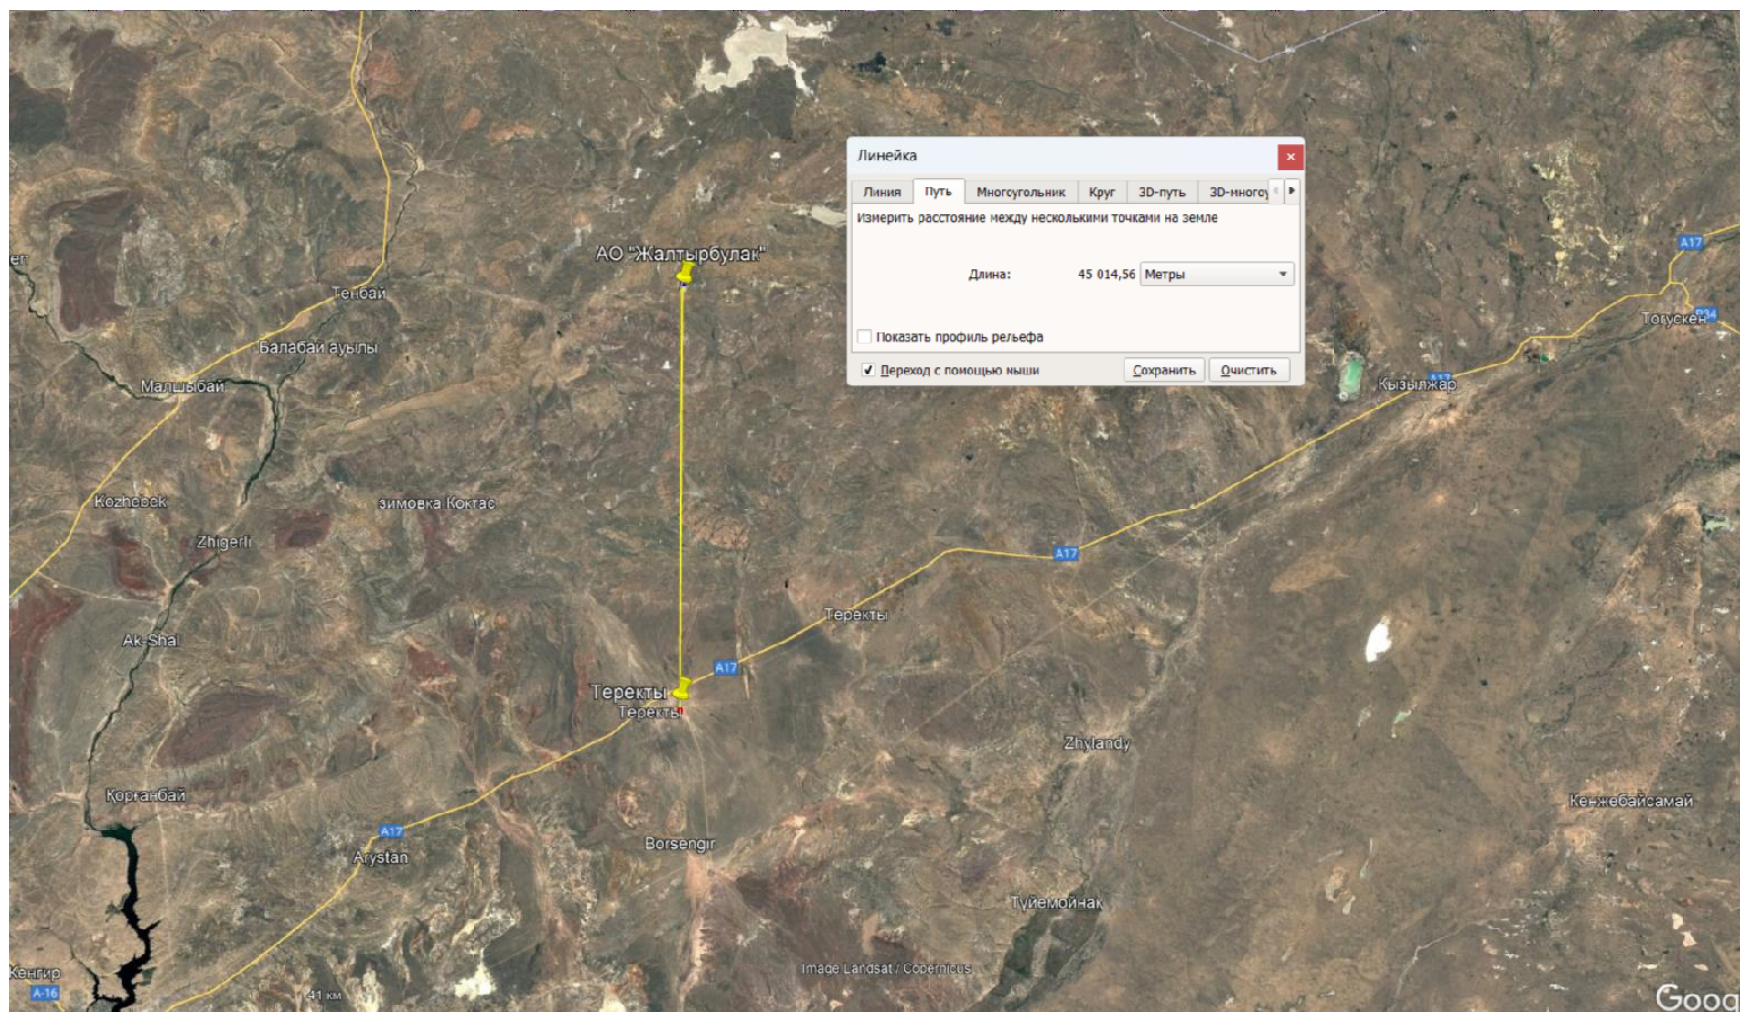 Линейка
Линия Путь Многоугольник Круг 3D-путь
Измерить расстояние между несколькими точками на земле
Длина: 45 014,56 Метры
Показать профиль рельефа
Переход с помощью мыши Сохранить Очистить
A17
АО "Жалтырбулак"
Тенбай
Тогускен
Балабай ауылы
Малшыбай
A17
Кызылжар
Kozhebek
зимовка Коктас
Zhigerli
A17
Теректы
Ak-Shal
A17
Теректы
Теректы
Zhylandy
Қорғанбай
Кенжебайсамай
A17
Borsengir
Arystan
Түйемойнақ
Кенгир
Image Landsat / Copernicus
A-16
41 км
Goog